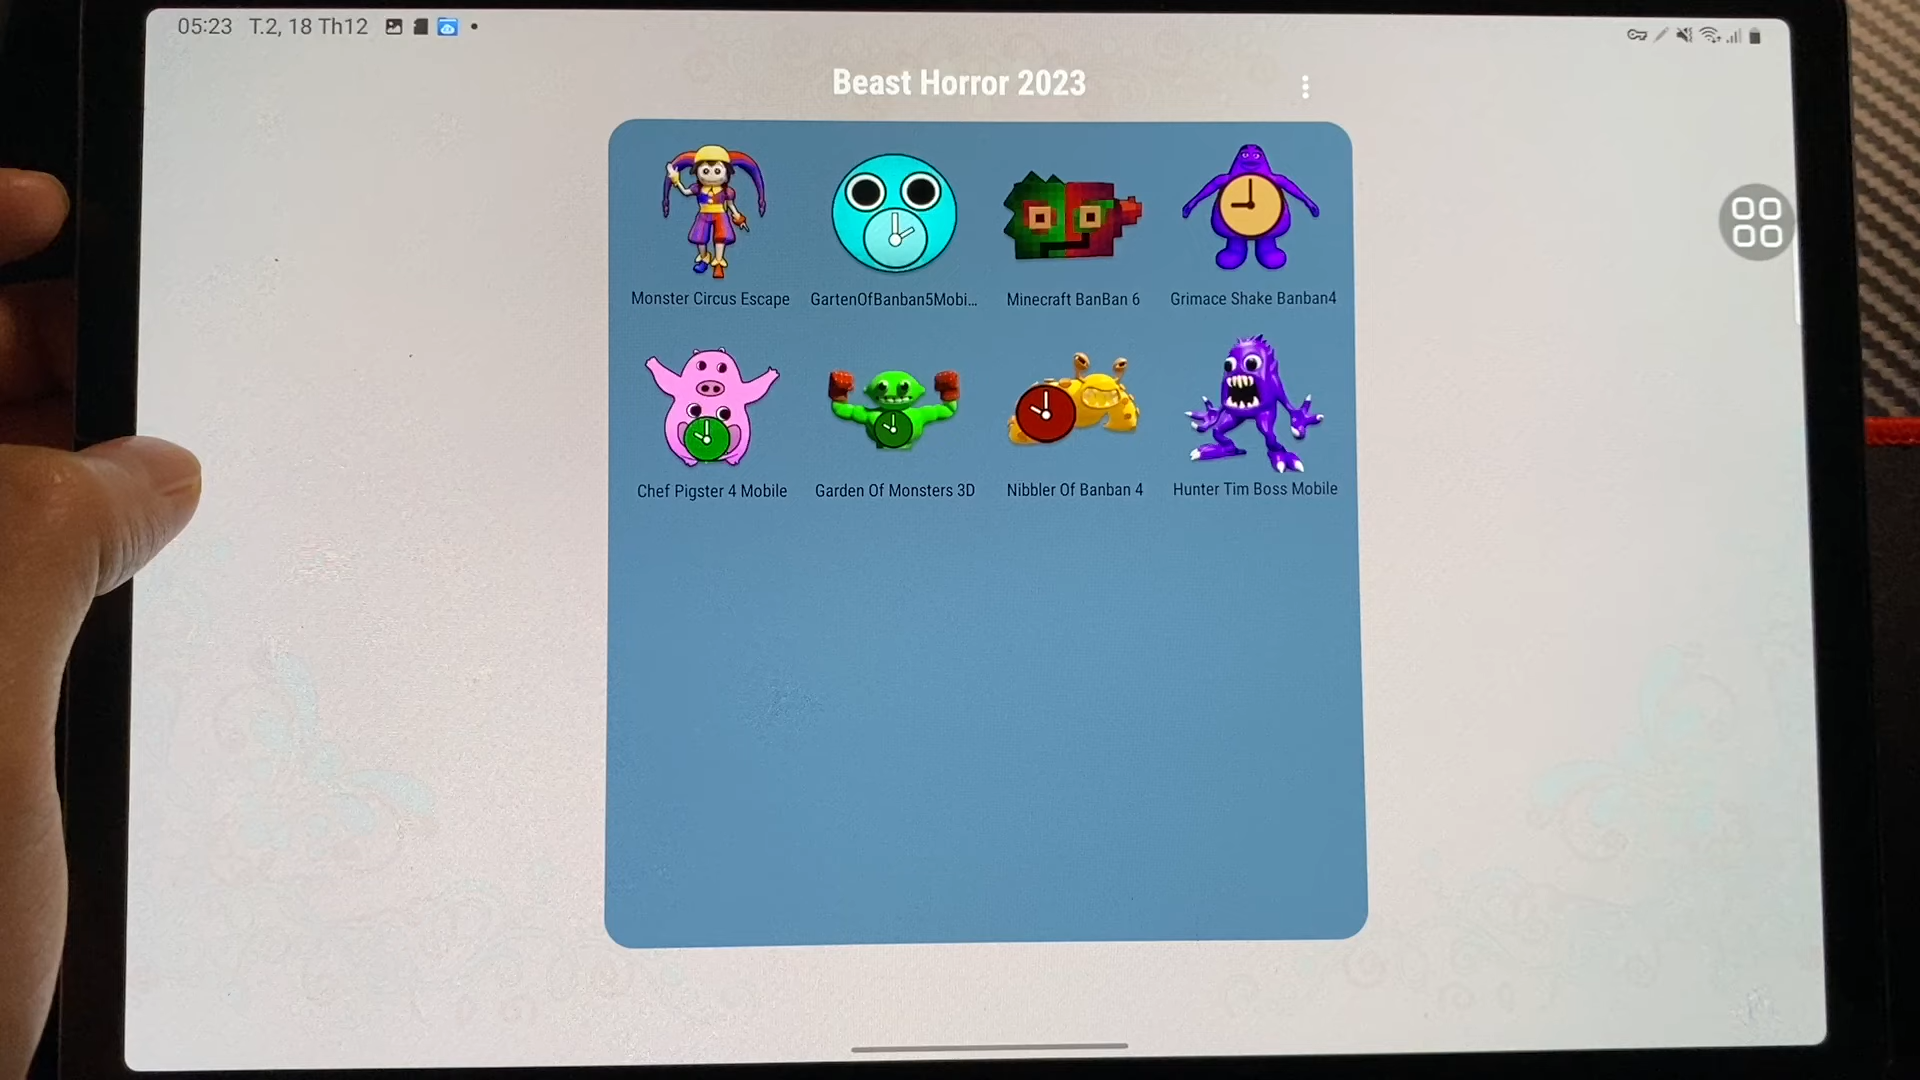 05:23 T.2, 18 Th12
Beast Horror 2023
Monster Circus Escape
GartenOfBanban5Mobi...
Minecraft BanBan 6
Grimace Shake Banban4
Chef Pigster 4 Mobile
Garden Of Monsters 3D
Nibbler Of Banban 4
Hunter Tim Boss Mobile